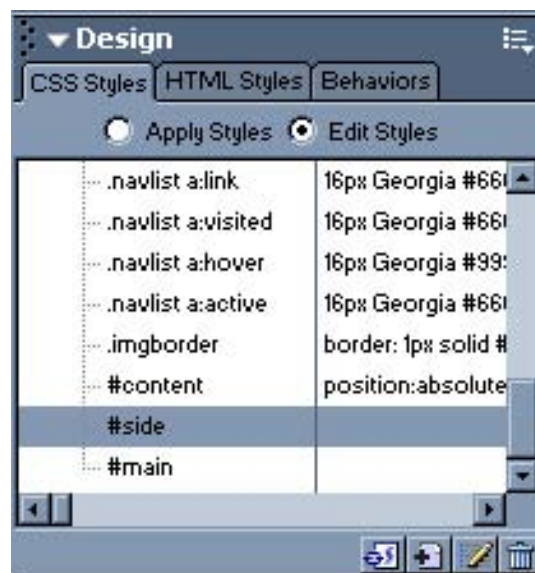 Design
CSS Styles HTML Styles Behaviors
Apply Styles Edit Styles
.navlist a:link 16px Georgia #66
.navlist a:visited 16px Georgia #66
.navlist a:hover 16px Georgia #99
.navlist a:active 16px Georgia #66
.imgborder border: 1px solid #
#content position:absolute
#side
#main